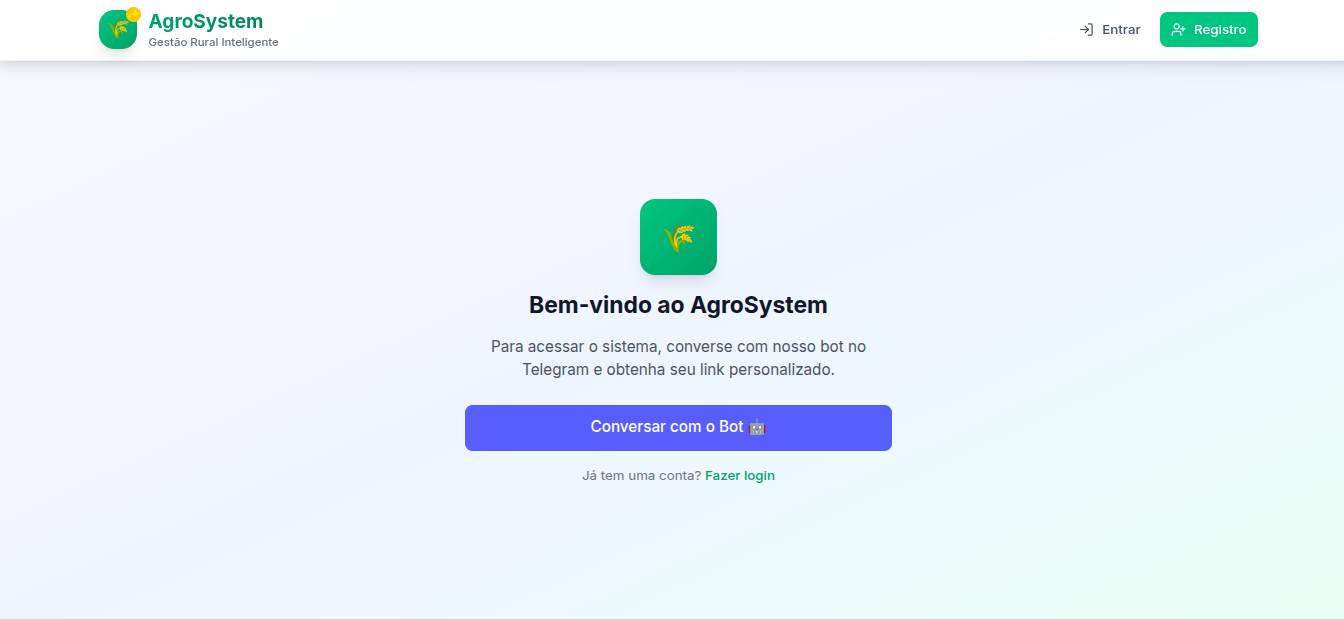 AgroSystem
Gestão Rural Inteligente
Entrar
Registro
Bem-vindo ao AgroSystem
Para acessar o sistema, converse com nosso bot no
Telegram e obtenha seu link personalizado.
Conversar com o Bot 🤖
Já tem uma conta? Fazer login